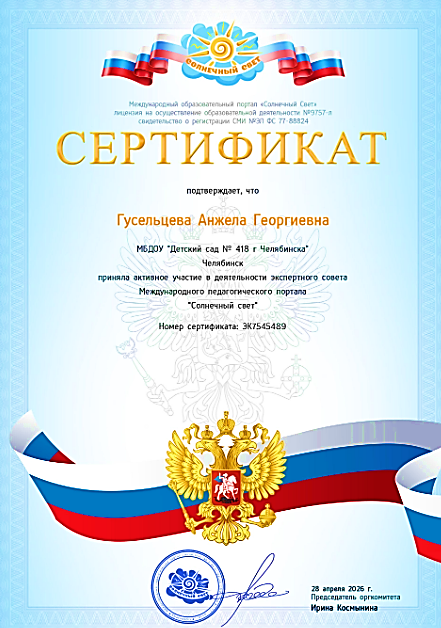 СОЛНЕЧНЫЙ СВЕТ
Международный образовательный портал «Солнечный Свет»
лицензия на осуществление образовательной деятельности №9757-л
свидетельство о регистрации СМИ №ЭЛ ФС 77-88824
СЕРТИФИКАТ
подтверждает, что
Гусельцева Анжела Георгиевна
МБДОУ "Детский сад № 418 г Челябинска"
Челябинск
приняла активное участие в деятельности экспертного совета
Международного педагогического портала
"Солнечный свет"
Номер сертификата: ЭК7545489
28 апреля 2026 г.
Председатель оргкомитета
Ирина Космынина